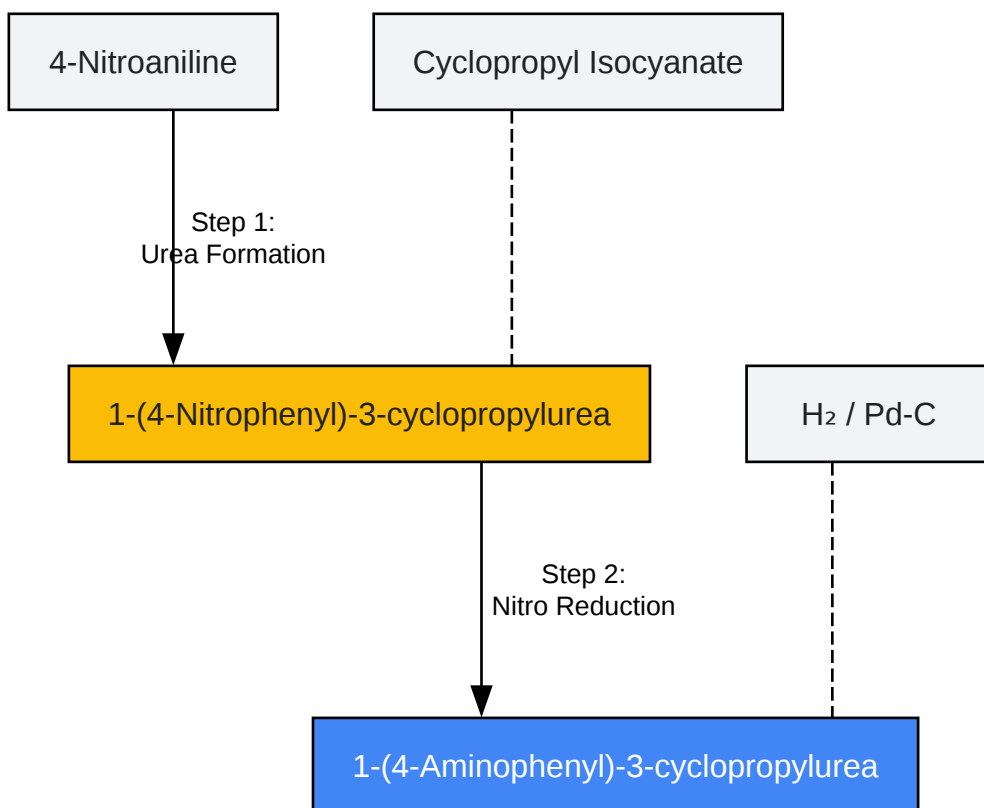 4-Nitroaniline
Cyclopropyl Isocyanate
Step 1:
Urea Formation
1-(4-Nitrophenyl)-3-cyclopropylurea
H₂ / Pd-C
Step 2:
Nitro Reduction
1-(4-Aminophenyl)-3-cyclopropylurea